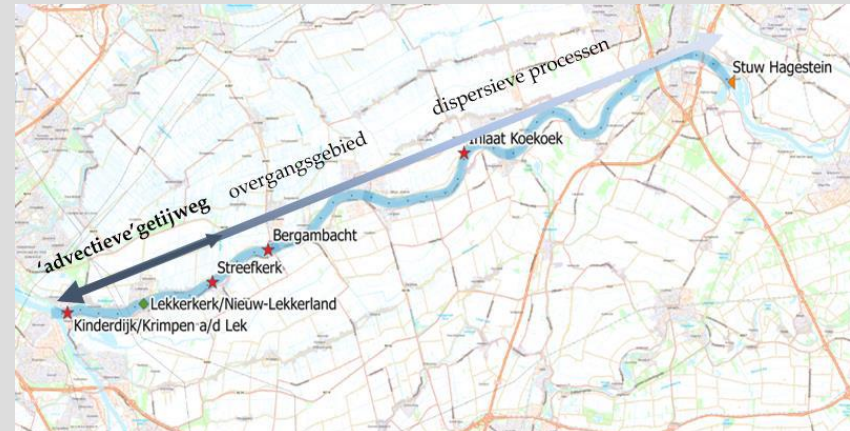 Stuw Hagestein
dispersieve processen
Inlaat Koekoek
overgangsgebied
‘advectieve’getijweg
Bergambacht
Streefkerk
Lekkerkerk/Nieuw-Lekkerland
Kinderdijk/Krimpen a/d Lek